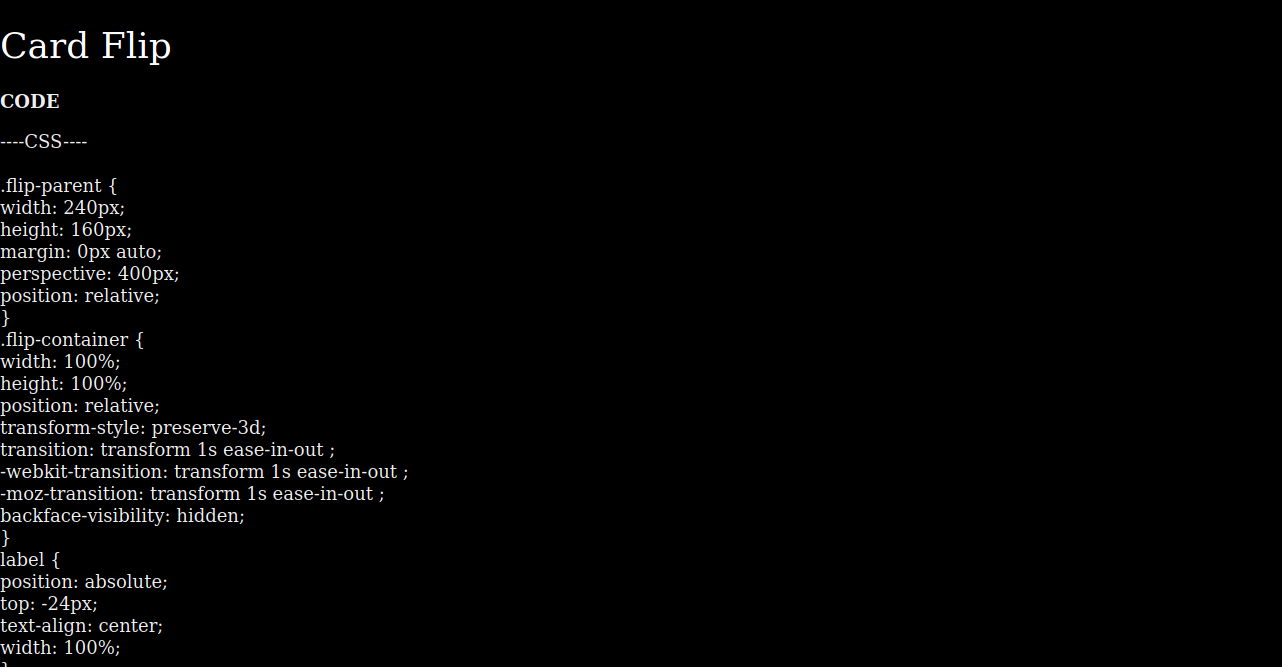 Card Flip
CODE
----CSS----
.flip-parent {
width: 240px;
height: 160px;
margin: 0px auto;
perspective: 400px;
position: relative;
}
.flip-container {
width: 100%;
height: 100%;
position: relative;
transform-style: preserve-3d;
transition: transform 1s ease-in-out ;
-webkit-transition: transform 1s ease-in-out ;
-moz-transition: transform 1s ease-in-out ;
backface-visibility: hidden;
}
label {
position: absolute;
top: -24px;
text-align: center;
width: 100%;
}